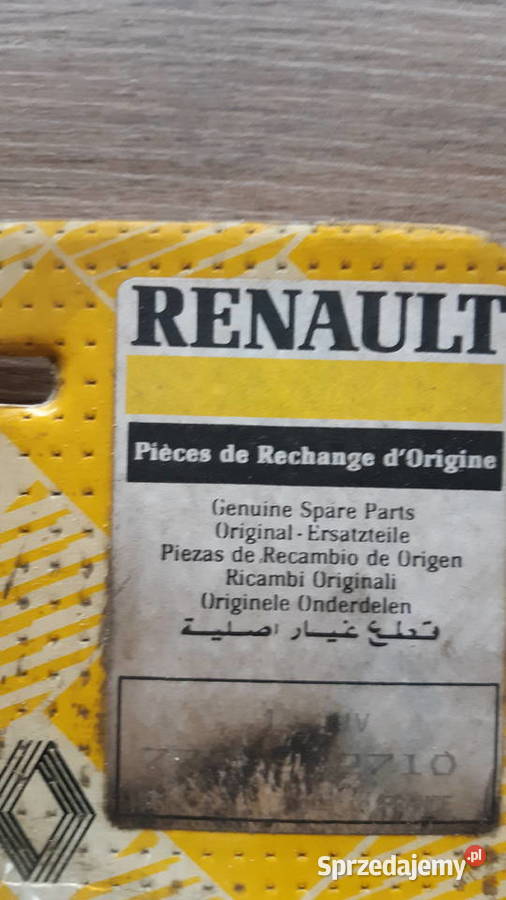 RENAULT
Pièces de Rechange d'Origine
Genuine Spare Parts
Original - Ersatzteile
Piezas de Recambio de Origen
Ricambi Originali
Originele Onderdelen
قطع غيار اصلية
Sprzedajemy.pl